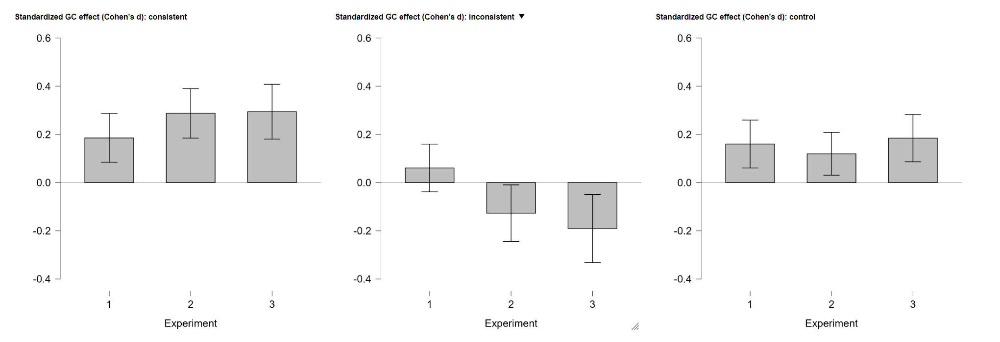 Standardized GC effect (Cohen's d): consistent
0.6
0.4
0.2
0.0
-0.2
-0.4
1 2 3
Experiment
Standardized GC effect (Cohen's d): inconsistent ▼
0.6
0.4
0.2
0.0
-0.2
-0.4
1 2 3
Experiment
Standardized GC effect (Cohen's d): control
0.6
0.4
0.2
0.0
-0.2
-0.4
1 2 3
Experiment